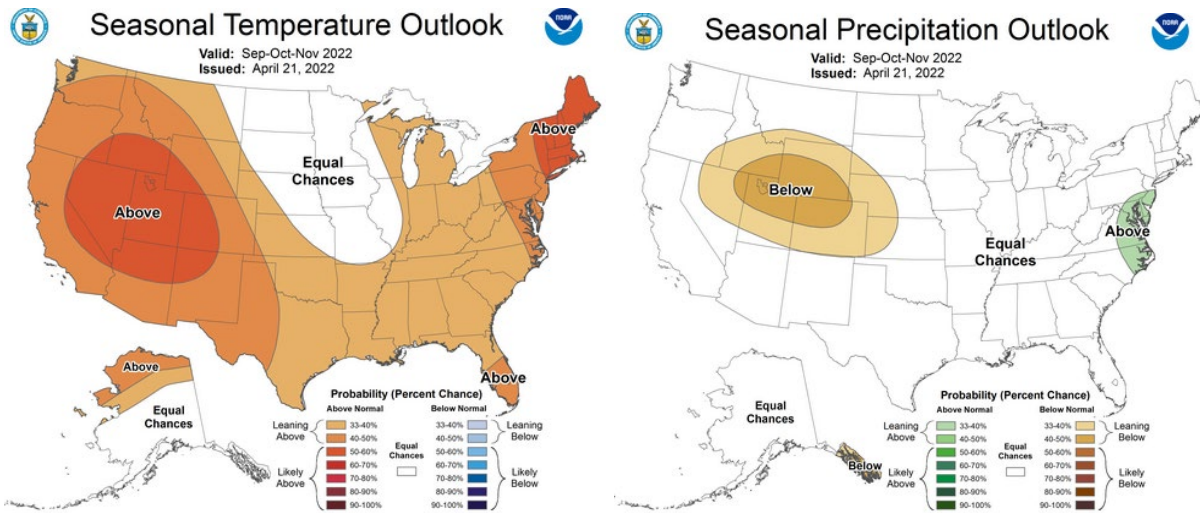 Seasonal Temperature Outlook
Valid: Sep-Oct-Nov 2022
Issued: April 21, 2022
NOAA
Above
Equal
Chances
Above
Above
Above
Equal
Chances
Probability (Percent Chance)
Above Normal
Below Normal
Leaning
Above
33-40%
40-50%
Likely
Above
50-60%
60-70%
70-80%
80-90%
90-100%
Equal
Chances
33-40%
40-50%
Leaning
Below
50-60%
60-70%
70-80%
80-90%
90-100%
Likely
Below
Seasonal Precipitation Outlook
Valid: Sep-Oct-Nov 2022
Issued: April 21, 2022
NOAA
Below
Above
Equal
Chances
Equal
Chances
Below
Probability (Percent Chance)
Above Normal
Below Normal
Leaning
Above
33-40%
40-50%
Likely
Above
50-60%
60-70%
70-80%
80-90%
90-100%
Equal
Chances
33-40%
40-50%
Leaning
Below
50-60%
60-70%
70-80%
80-90%
90-100%
Likely
Below